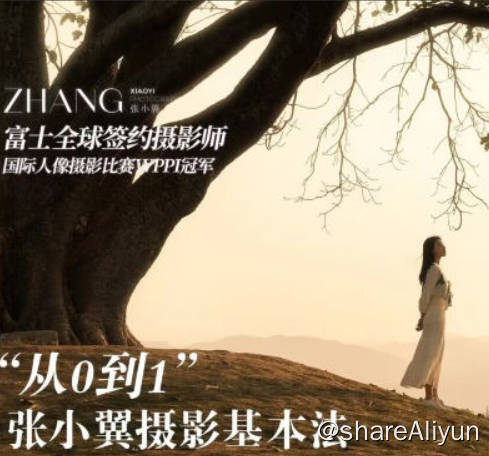 ZHANG XIAOYI
PHOTOGRAPHY
张小翼
富士全球签约摄影师
国际人像摄影比赛WPPI冠军
“从0到1”
张小翼摄影基本法
@shareAliyun